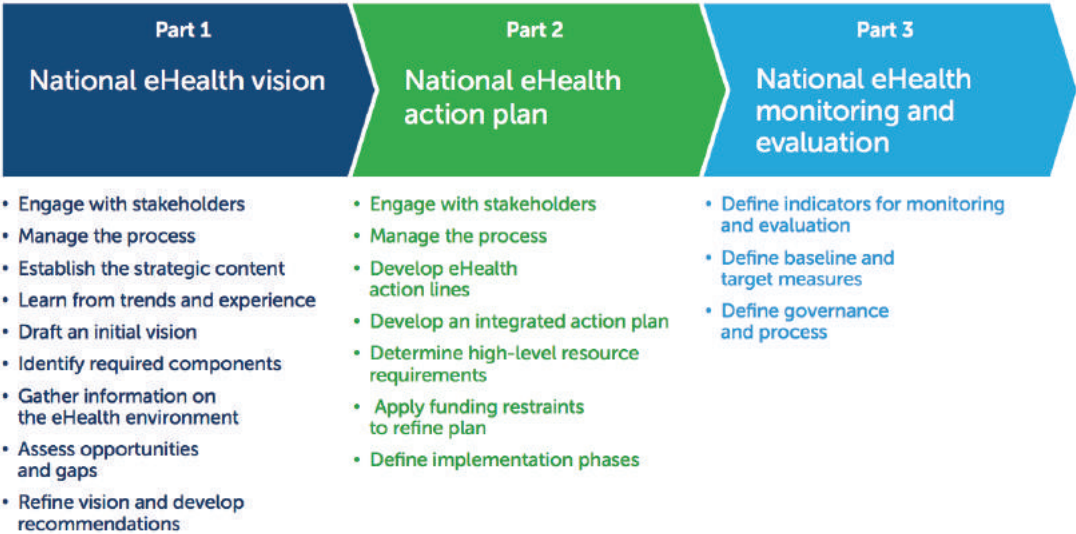 Part 1
National eHealth vision
• Engage with stakeholders
• Manage the process
• Establish the strategic content
• Learn from trends and experience
• Draft an initial vision
• Identify required components
• Gather information on
the eHealth environment
• Assess opportunities
and gaps
• Refine vision and develop
recommendations
Part 2
National eHealth
action plan
• Engage with stakeholders
• Manage the process
• Develop eHealth
action lines
• Develop an integrated action plan
• Determine high-level resource
requirements
• Apply funding restraints
to refine plan
• Define implementation phases
Part 3
National eHealth
monitoring and
evaluation
• Define indicators for monitoring
and evaluation
• Define baseline and
target measures
• Define governance
and process